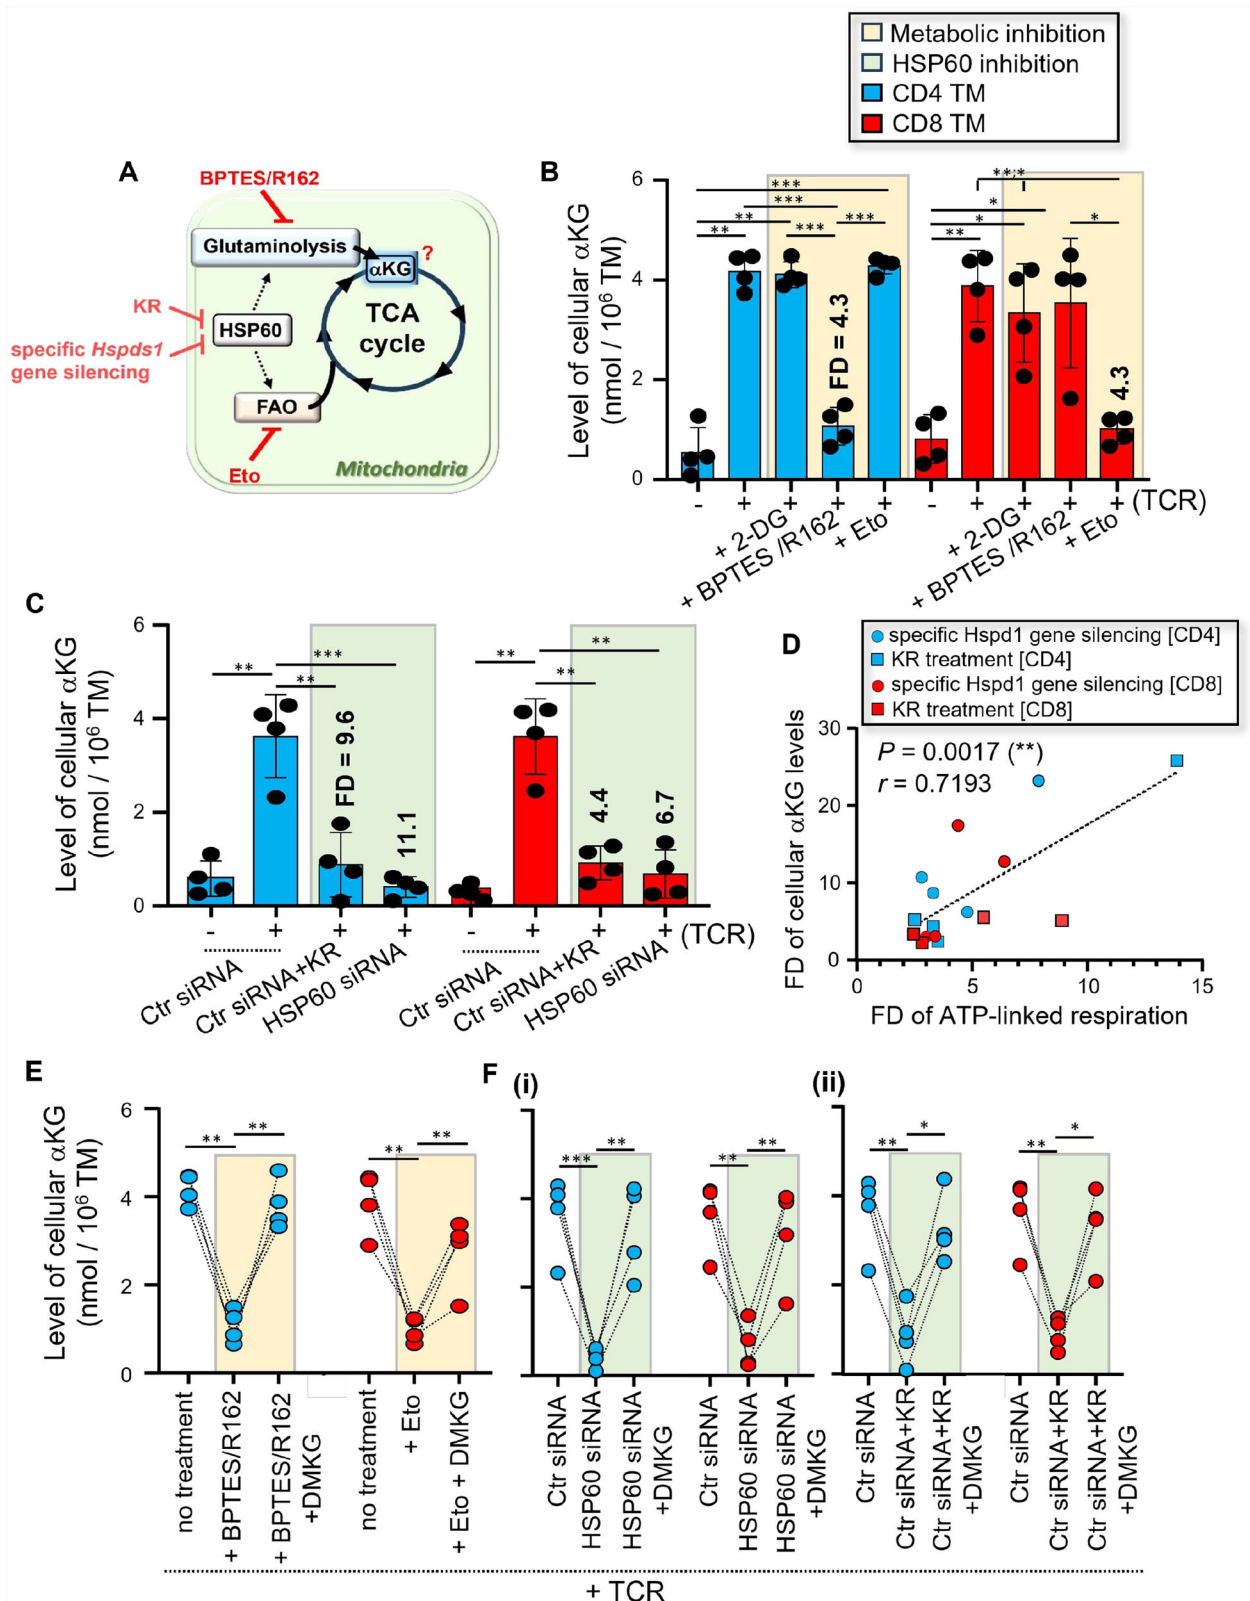 Metabolic inhibition
HSP60 inhibition
CD4 TM
CD8 TM
A
BPTES/R162
Glutaminolysis
αKG
?
KR
HSP60
TCA
cycle
specific Hspds1
gene silencing
FAO
Eto
Mitochondria
B
Level of cellular αKG
(nmol / 10⁶ TM)
6
4
2
0
***
***
**
***
**
***
FD = 4.3
**,*
*
*
**
*
4.3
- + + + + - + + + + (TCR)
+ 2-DG
+ BPTES /R162
+ Eto
+ 2-DG
+ BPTES /R162
+ Eto
C
Level of cellular αKG
(nmol / 10⁶ TM)
6
4
2
0
**
***
**
FD = 9.6
11.1
**
**
**
4.4
6.7
- + + + - + + + (TCR)
Ctr siRNA
Ctr siRNA+KR
HSP60 siRNA
Ctr siRNA
Ctr siRNA+KR
HSP60 siRNA
D
specific Hspd1 gene silencing [CD4]
KR treatment [CD4]
specific Hspd1 gene silencing [CD8]
KR treatment [CD8]
FD of cellular αKG levels
30
20
10
0
P = 0.0017 (**)
r = 0.7193
0 5 10 15
FD of ATP-linked respiration
E
Level of cellular αKG
(nmol / 10⁶ TM)
6
4
2
0
**
**
**
**
no treatment
+ BPTES/R162
+ BPTES/R162
+DMKG
no treatment
+ Eto
+ Eto + DMKG
F
(i)
***
**
**
**
Ctr siRNA
HSP60 siRNA
HSP60 siRNA
+DMKG
Ctr siRNA
HSP60 siRNA
HSP60 siRNA
+DMKG
(ii)
**
*
**
*
Ctr siRNA
Ctr siRNA+KR
Ctr siRNA+KR
+DMKG
Ctr siRNA
Ctr siRNA+KR
Ctr siRNA+KR
+DMKG
+ TCR